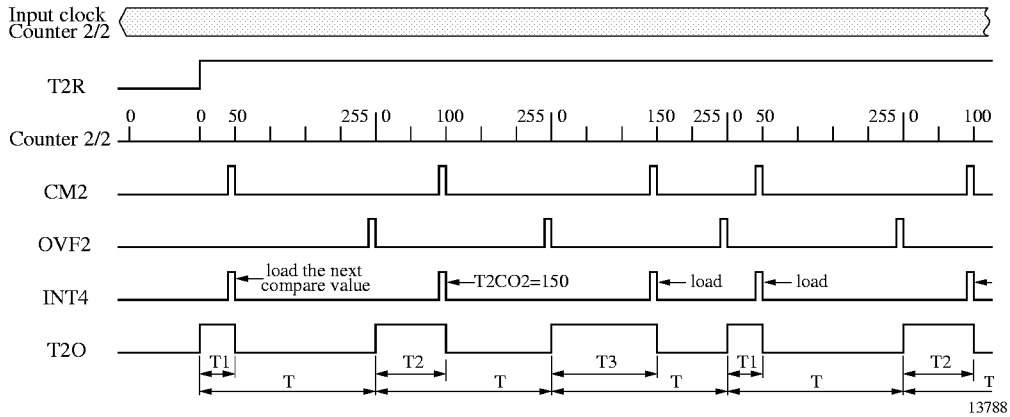 Input clock
Counter 2/2
T2R
0 0 50 255 0 100 255 0 150 255 0 50 255 0 100
Counter 2/2
CM2
OVF2
load the next
compare value
T2CO2=150
load
load
INT4
T2O
T1 T2 T3 T1 T2
T T T T T
13788